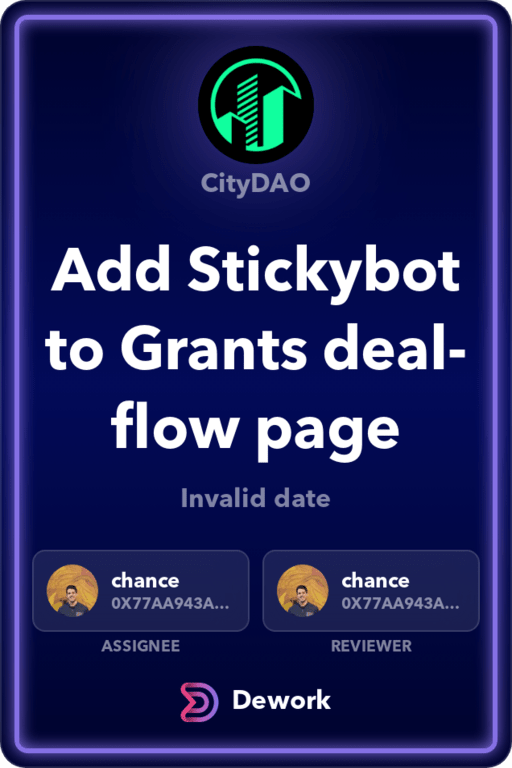 CityDAO
Add Stickybot
to Grants deal-
flow page
Invalid date
chance
0X77AA943A...
chance
0X77AA943A...
ASSIGNEE
REVIEWER
Dework